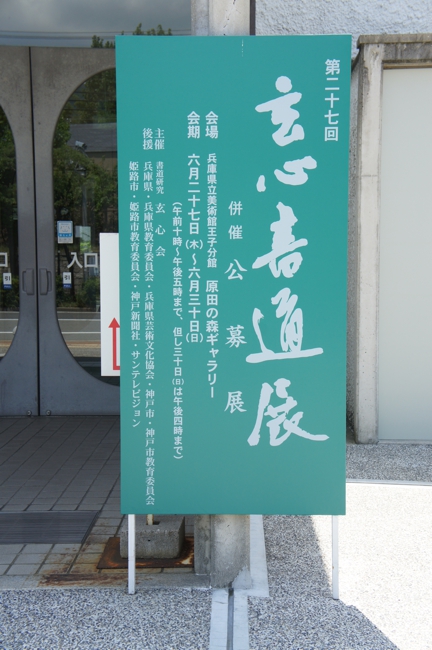 第二十七回
玄心書道展
併催 公募展
会場 兵庫県立美術館王子分館 原田の森ギャラリー
会期 六月二十七日(木)〜六月三十日(日)
(午前十時〜午後五時まで、但し三十日(日)は午後四時まで)
主催 書道研究 玄心会
後援 兵庫県・兵庫県教育委員会・兵庫県芸術文化協会・神戸市・神戸市教育委員会
姫路市・姫路市教育委員会・神戸新聞社・サンテレビジョン
入口
口